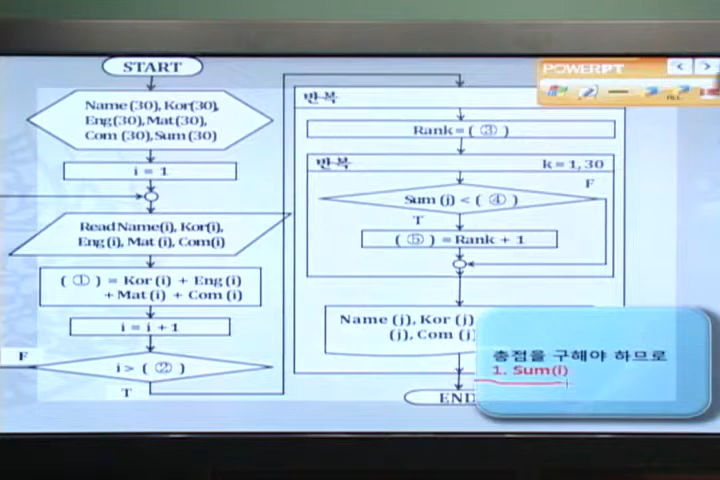 START
Name (30), Kor(30),
Eng (30), Mat (30),
Com (30), Sum (30)
i = 1
Read Name(i), Kor(i),
Eng (i), Mat (i), Com(i)
( ① ) = Kor (i) + Eng (i)
+ Mat (i) + Com (i)
i = i + 1
F
i > ( ② )
T
반복
Rank = ( ③ )
반복
k = 1, 30
F
Sum (j) < ( ④ )
T
( ⑤ ) = Rank + 1
Name (j), Kor (j)
(j), Com (j)
END
POWERPT
총점을 구해야 하므로
1. Sum(i)